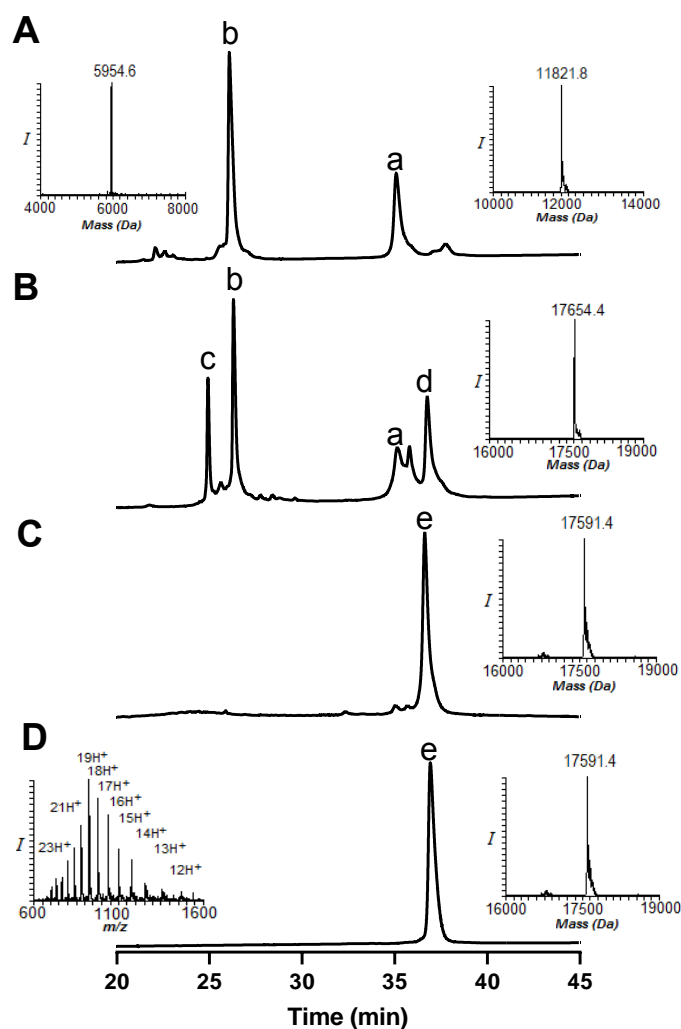 A
b
5954.6
11821.8
a
I
I
4000 6000 8000
Mass (Da)
10000 12000 14000
Mass (Da)
B
b
c
d
a
17654.4
I
16000 17500 19000
Mass (Da)
C
e
17591.4
I
16000 17500 19000
Mass (Da)
D
e
19H+
18H+
17H+
16H+
15H+
14H+
13H+
12H+
21H+
23H+
I
600 1100 1600
m/z
17591.4
I
16000 17500 19000
Mass (Da)
20 25 30 35 40 45
Time (min)